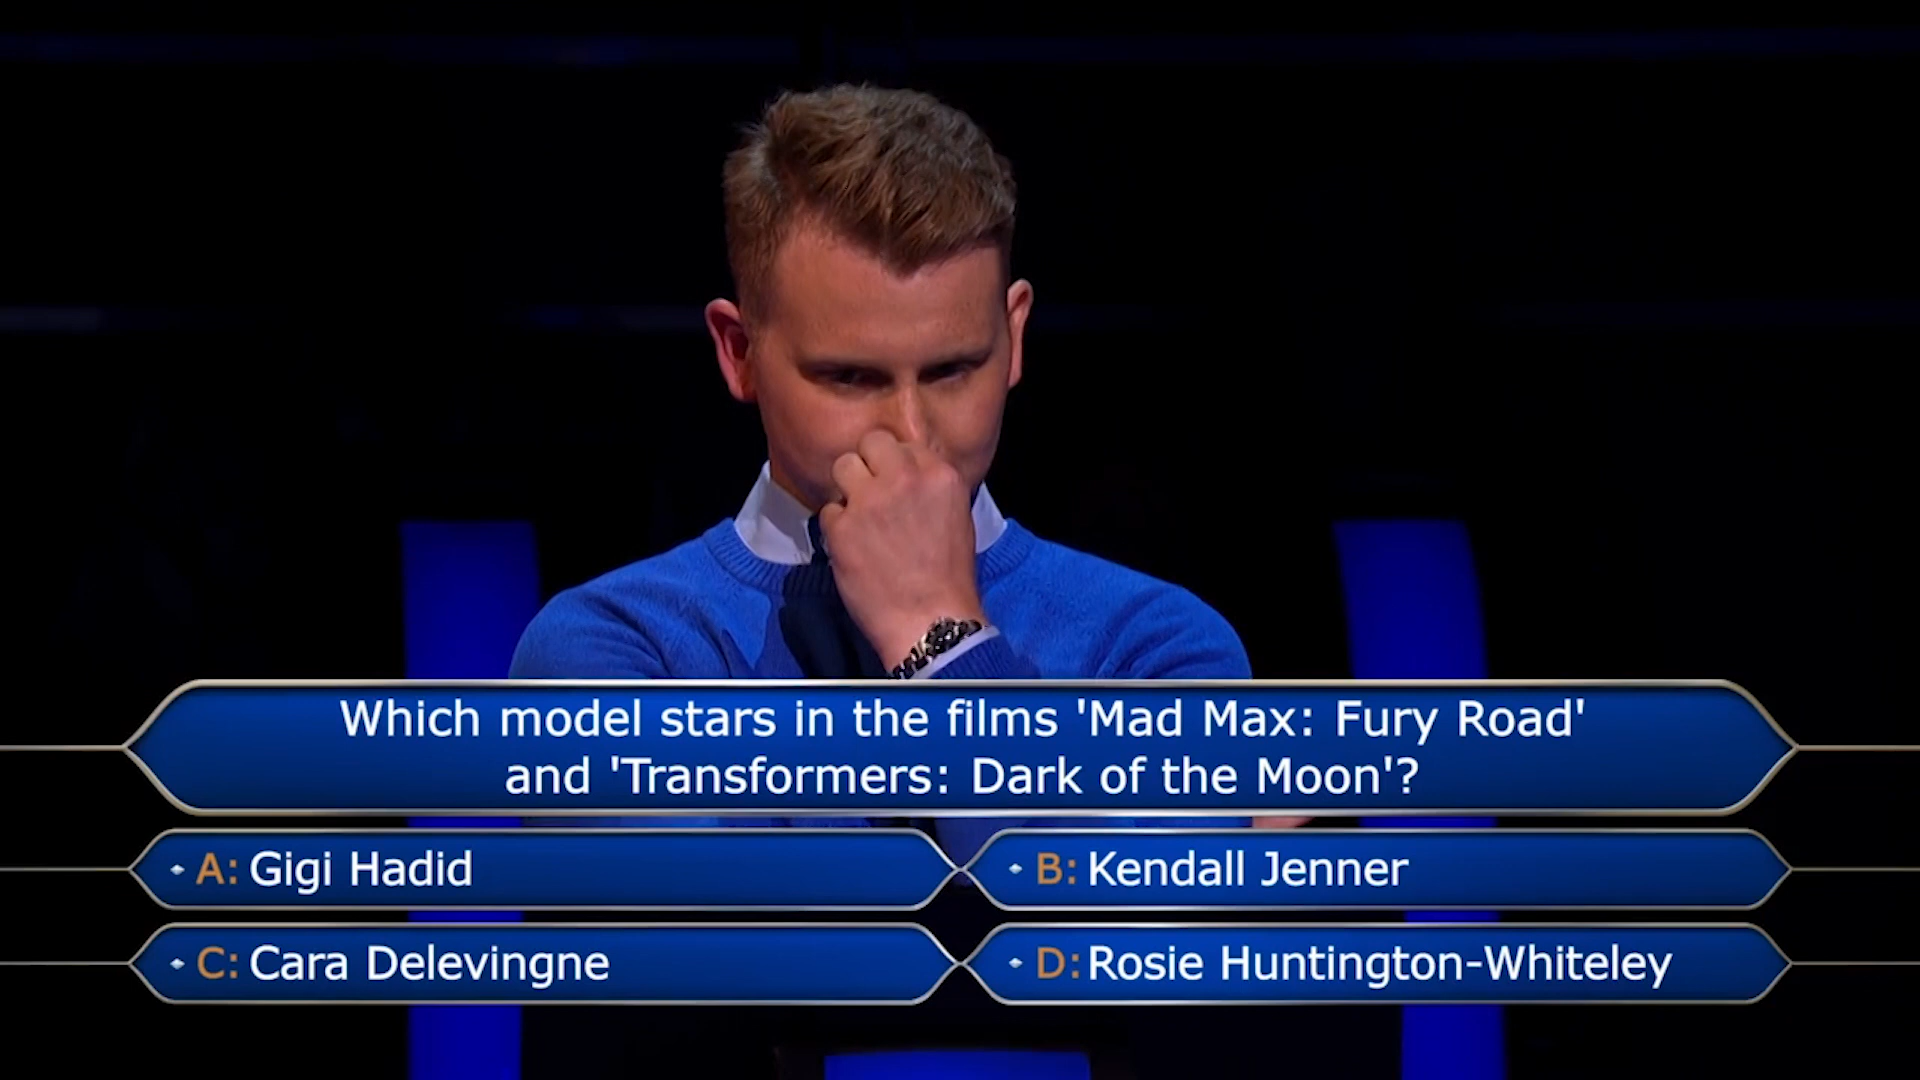 Which model stars in the films 'Mad Max: Fury Road'
and 'Transformers: Dark of the Moon'?
A: Gigi Hadid
B: Kendall Jenner
C: Cara Delevingne
D: Rosie Huntington-Whiteley